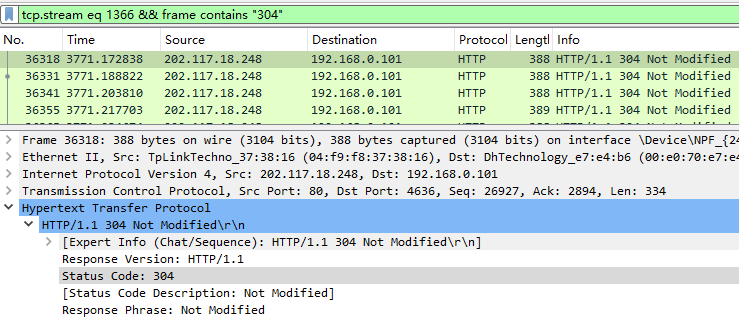 tcp.stream eq 1366 && frame contains "304"
No. Time Source Destination Protocol Lengtl Info
36318 3771.172838 202.117.18.248 192.168.0.101 HTTP 388 HTTP/1.1 304 Not Modified
36331 3771.188822 202.117.18.248 192.168.0.101 HTTP 388 HTTP/1.1 304 Not Modified
36341 3771.203810 202.117.18.248 192.168.0.101 HTTP 388 HTTP/1.1 304 Not Modified
36355 3771.217703 202.117.18.248 192.168.0.101 HTTP 389 HTTP/1.1 304 Not Modified
Frame 36318: 388 bytes on wire (3104 bits), 388 bytes captured (3104 bits) on interface \Device\NPF_{24
Ethernet II, Src: TpLinkTechno_37:38:16 (04:f9:f8:37:38:16), Dst: DhTechnology_e7:e4:b6 (00:e0:70:e7:e4
Internet Protocol Version 4, Src: 202.117.18.248, Dst: 192.168.0.101
Transmission Control Protocol, Src Port: 80, Dst Port: 4636, Seq: 26927, Ack: 2894, Len: 334
Hypertext Transfer Protocol
HTTP/1.1 304 Not Modified\r\n
[Expert Info (Chat/Sequence): HTTP/1.1 304 Not Modified\r\n]
Response Version: HTTP/1.1
Status Code: 304
[Status Code Description: Not Modified]
Response Phrase: Not Modified